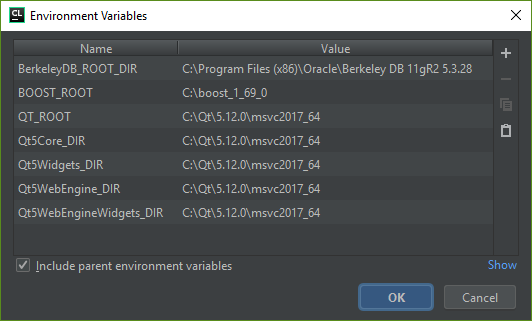 CL Environment Variables
Name Value
BerkeleyDB_ROOT_DIR C:\Program Files (x86)\Oracle\Berkeley DB 11gR2 5.3.28
BOOST_ROOT C:\boost_1_69_0
QT_ROOT C:\Qt\5.12.0\msvc2017_64
Qt5Core_DIR C:\Qt\5.12.0\msvc2017_64
Qt5Widgets_DIR C:\Qt\5.12.0\msvc2017_64
Qt5WebEngine_DIR C:\Qt\5.12.0\msvc2017_64
Qt5WebEngineWidgets_DIR C:\Qt\5.12.0\msvc2017_64
Include parent environment variables Show
OK Cancel